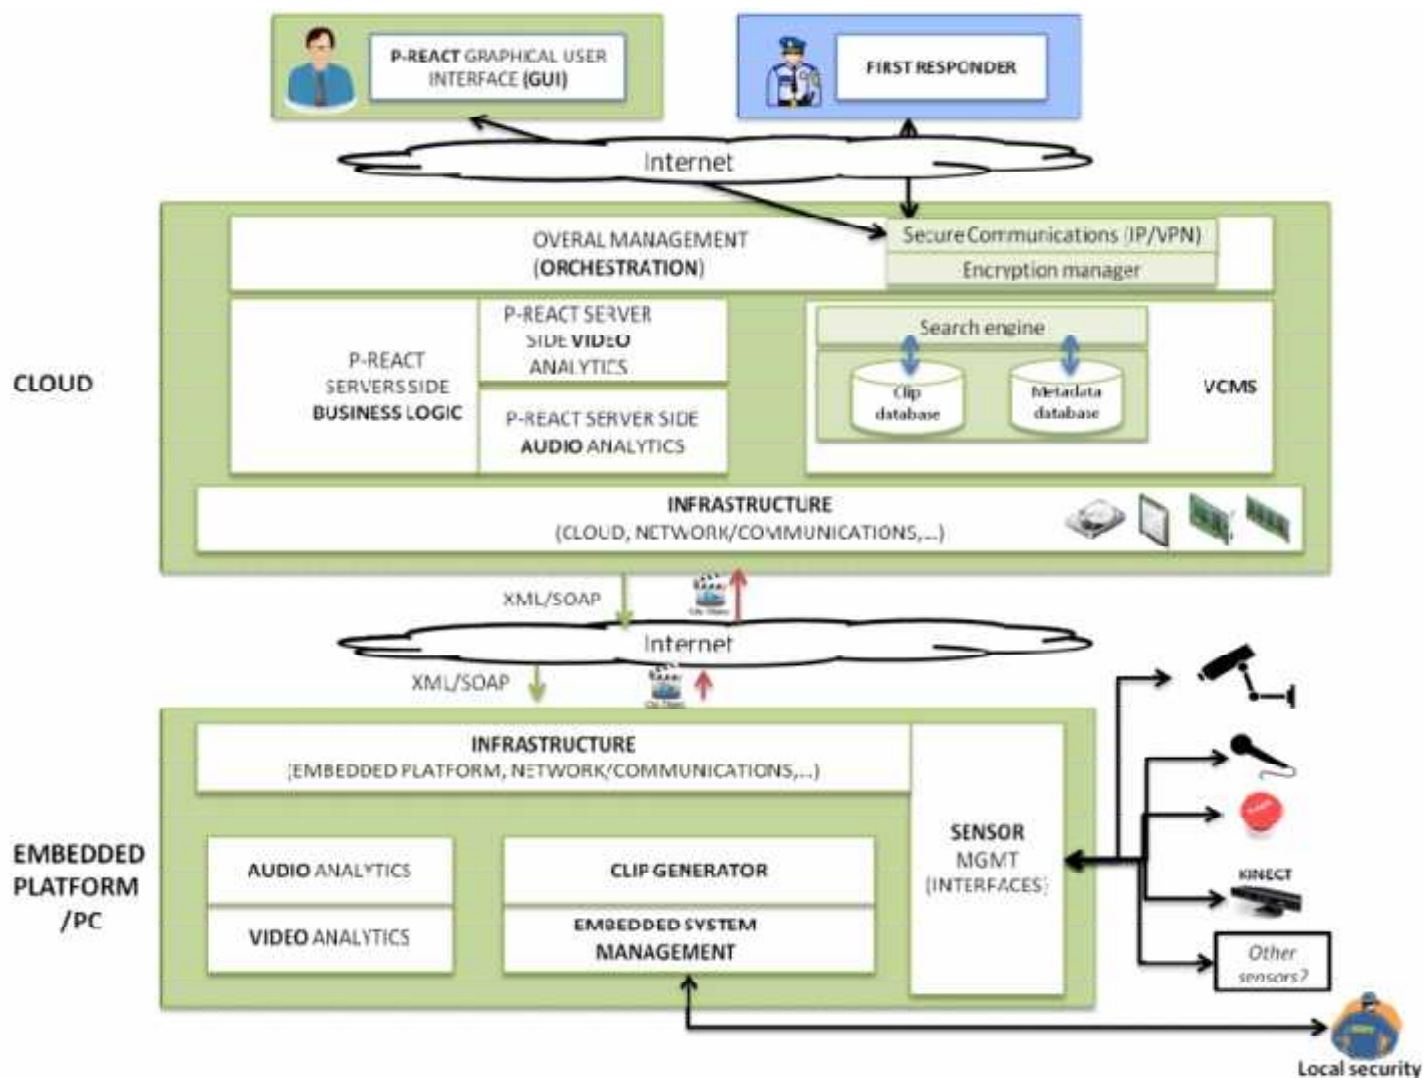 P-REACT GRAPHICAL USER
INTERFACE (GUI)
FIRST RESPONDER
Internet
OVERAL MANAGEMENT
(ORCHESTRATION)
Secure Communications (IP/VPN)
Encryption manager
CLOUD
P-REACT
SERVERS SIDE
BUSINESS LOGIC
P-REACT SERVER
SIDE VIDEO
ANALYTICS
P-REACT SERVER SIDE
AUDIO ANALYTICS
Search engine
Clip
database
Metadata
database
VCMS
INFRASTRUCTURE
(CLOUD, NETWORK/COMMUNICATIONS,...)
XML/SOAP
Internet
XML/SOAP
INFRASTRUCTURE
(EMBEDDED PLATFORM, NETWORK/COMMUNICATIONS,...)
EMBEDDED
PLATFORM
/PC
AUDIO ANALYTICS
VIDEO ANALYTICS
CLIP GENERATOR
EMBEDDED SYSTEM
MANAGEMENT
SENSOR
MGMT
(INTERFACES)
KINECT
Other
sensors?
Local security